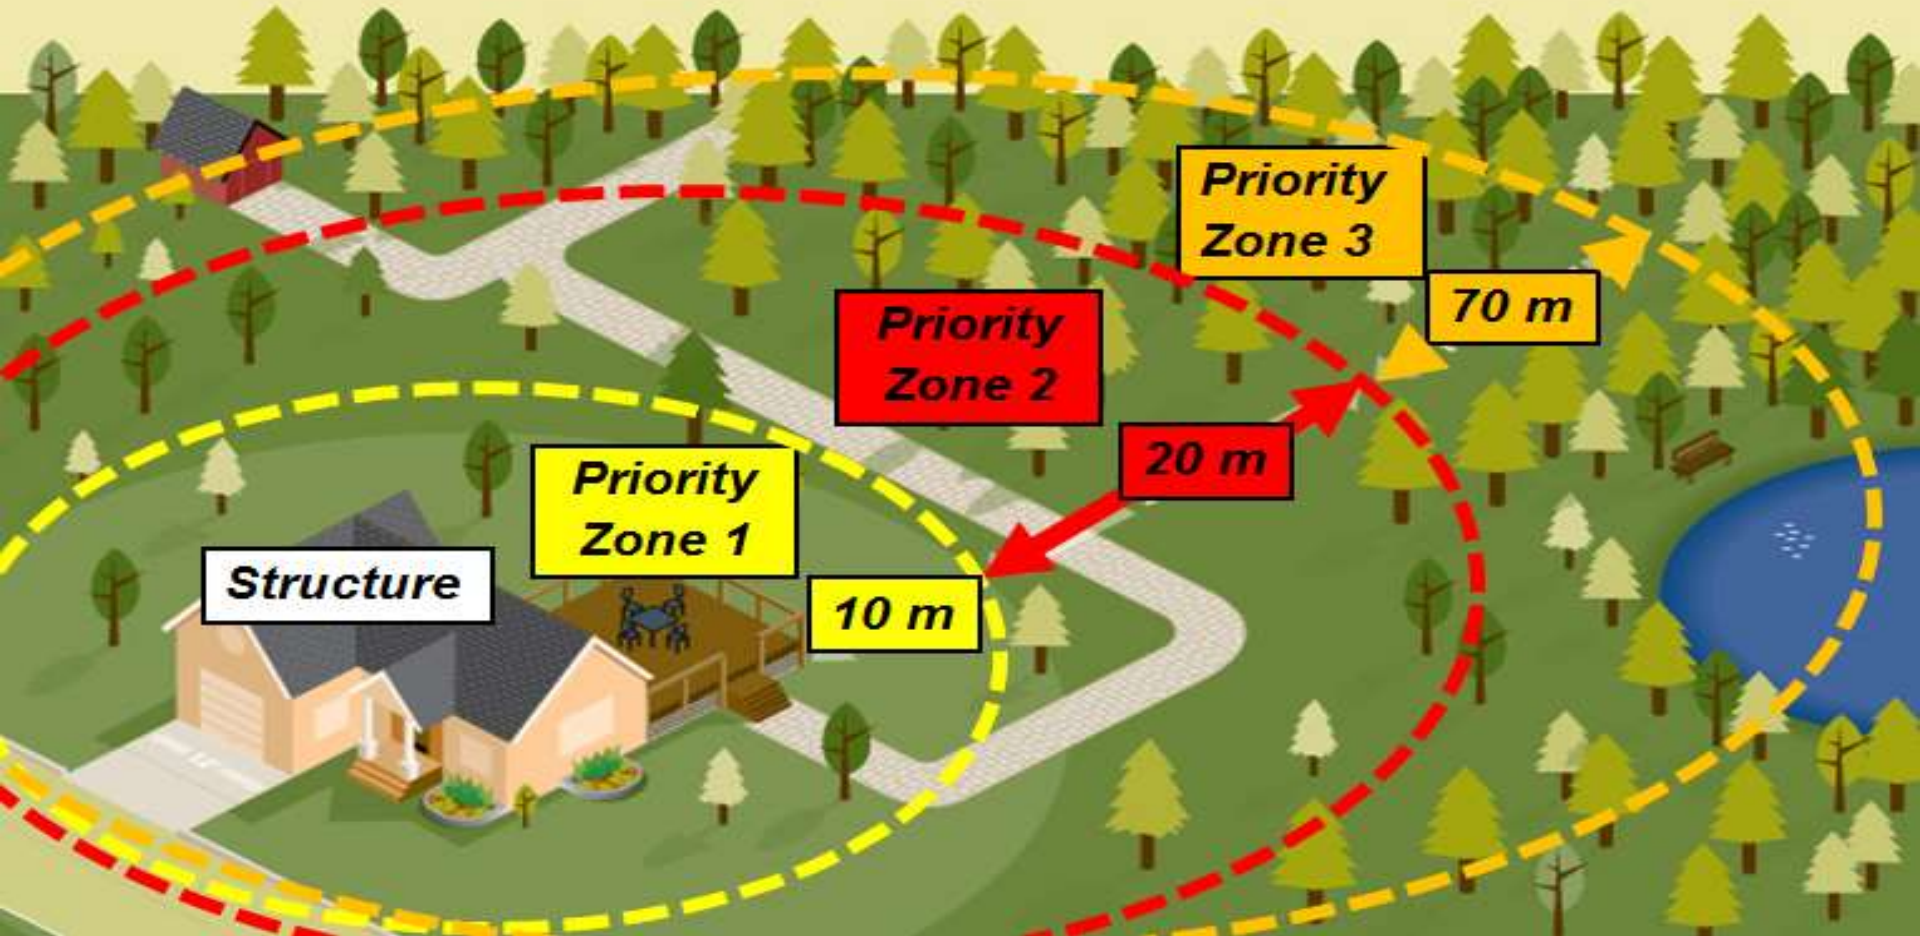 Priority
Zone 3
70 m
Priority
Zone 2
20 m
Priority
Zone 1
Structure
10 m